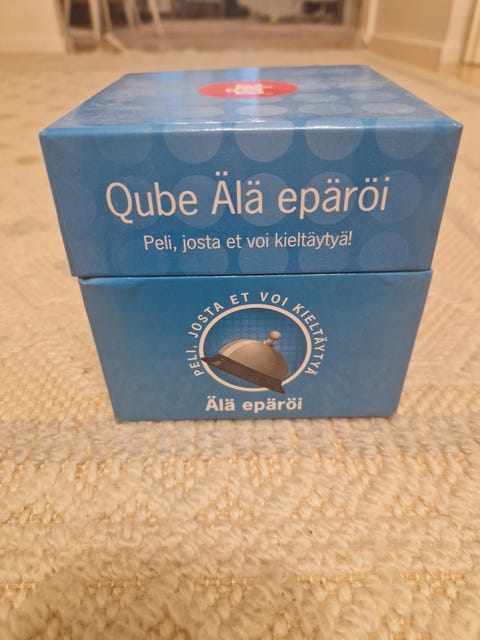 Qube Älä epäröi
Peli, josta et voi kieltäytyä!
PELI, JOSTA ET VOI KIELTÄYTYÄ
Älä epäröi